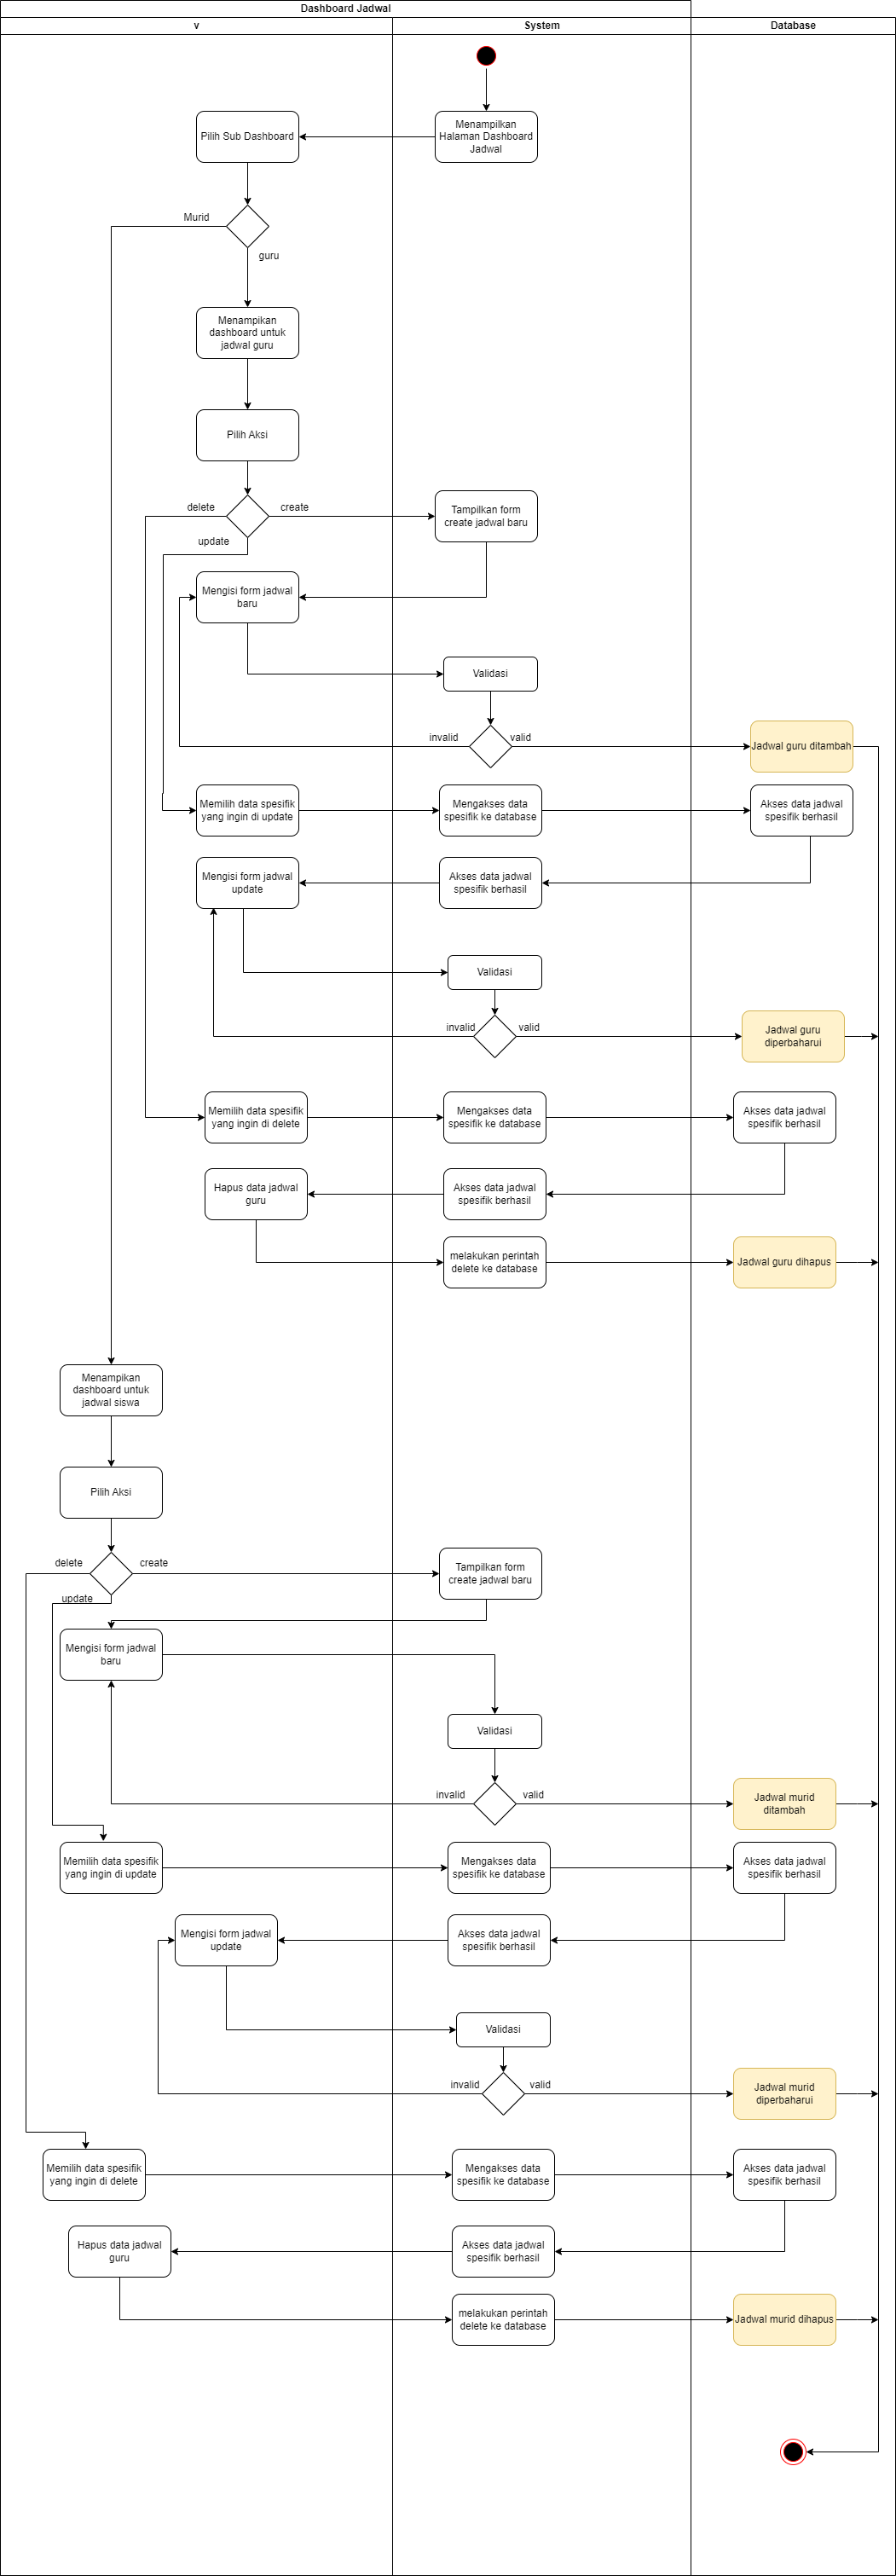 Dashboard Jadwal
v
System
Database
Menampilkan
Halaman Dashboard
Jadwal
Pilih Sub Dashboard
Murid
guru
Menampikan
dashboard untuk
jadwal guru
Pilih Aksi
delete
create
update
Tampilkan form
create jadwal baru
Mengisi form jadwal
baru
Validasi
invalid
valid
Jadwal guru ditambah
Memilih data spesifik
yang ingin di update
Mengakses data
spesifik ke database
Akses data jadwal
spesifik berhasil
Mengisi form jadwal
update
Akses data jadwal
spesifik berhasil
Validasi
invalid
valid
Jadwal guru
diperbaharui
Memilih data spesifik
yang ingin di delete
Mengakses data
spesifik ke database
Akses data jadwal
spesifik berhasil
Hapus data jadwal
guru
Akses data jadwal
spesifik berhasil
melakukan perintah
delete ke database
Jadwal guru dihapus
Menampikan
dashboard untuk
jadwal siswa
Pilih Aksi
delete
create
update
Tampilkan form
create jadwal baru
Mengisi form jadwal
baru
Validasi
invalid
valid
Jadwal murid
ditambah
Memilih data spesifik
yang ingin di update
Mengakses data
spesifik ke database
Akses data jadwal
spesifik berhasil
Mengisi form jadwal
update
Akses data jadwal
spesifik berhasil
Validasi
invalid
valid
Jadwal murid
diperbaharui
Memilih data spesifik
yang ingin di delete
Mengakses data
spesifik ke database
Akses data jadwal
spesifik berhasil
Hapus data jadwal
guru
Akses data jadwal
spesifik berhasil
melakukan perintah
delete ke database
Jadwal murid dihapus